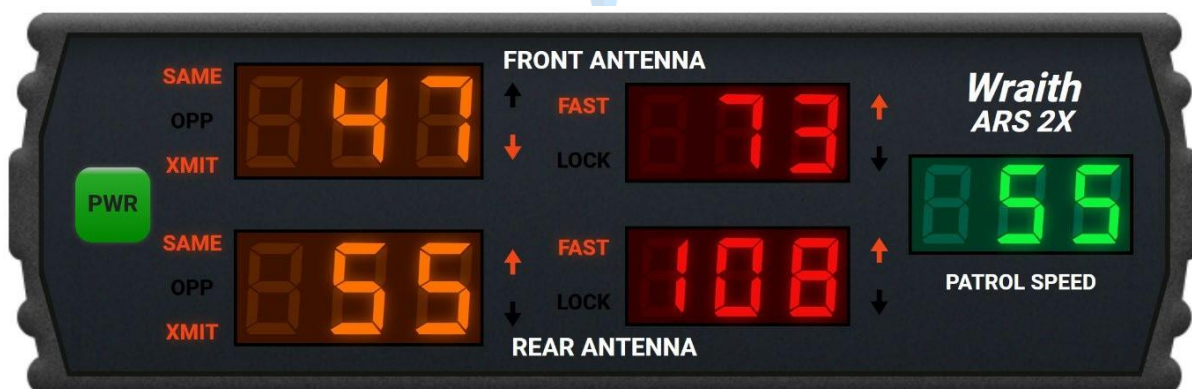 FRONT ANTENNA
SAME
OPP
XMIT
47
FAST
LOCK
73
Wraith
ARS 2X
PWR
55
PATROL SPEED
SAME
OPP
XMIT
55
FAST
LOCK
108
REAR ANTENNA